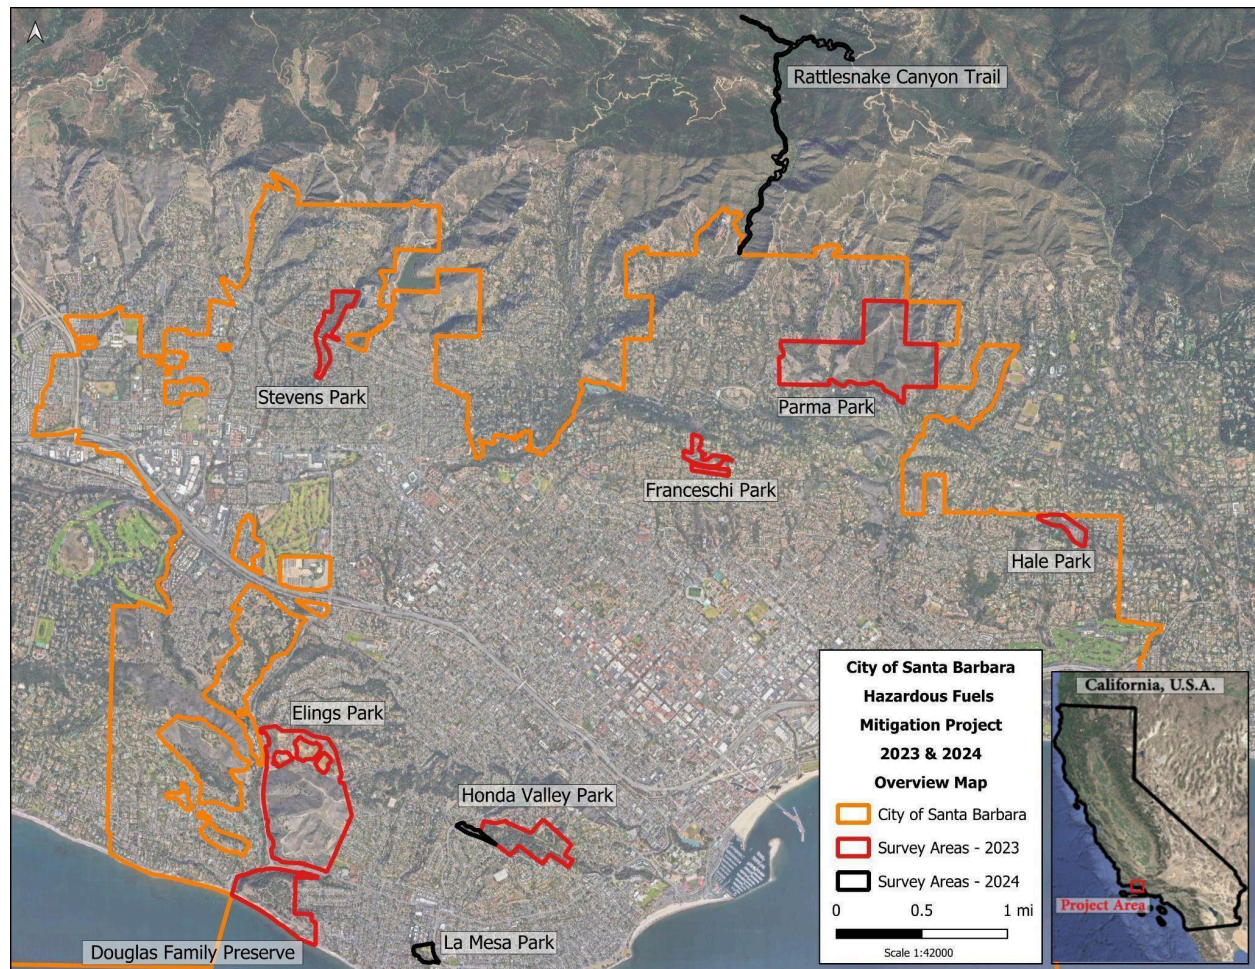 Rattlesnake Canyon Trail
Stevens Park
Parma Park
Franceschi Park
Hale Park
Elings Park
Honda Valley Park
La Mesa Park
Douglas Family Preserve
City of Santa Barbara
Hazardous Fuels
Mitigation Project
2023 & 2024
Overview Map
City of Santa Barbara
Survey Areas - 2023
Survey Areas - 2024
0 0.5 1 mi
Scale 1:42000
California, U.S.A.
Project Area